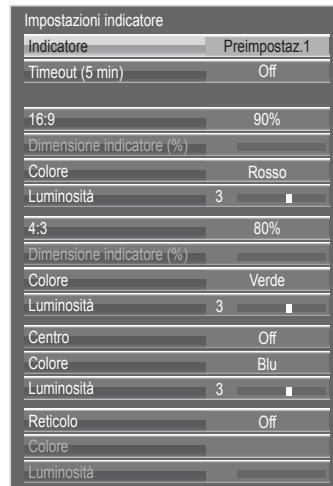 Impostazioni indicatore
Indicatore Preimpostaz.1
Timeout (5 min) Off
16:9 90%
Dimensione indicatore (%)
Colore Rosso
Luminosità 3
4:3 80%
Dimensione indicatore (%)
Colore Verde
Luminosità 3
Centro Off
Colore Blu
Luminosità 3
Reticolo Off
Colore
Luminosità